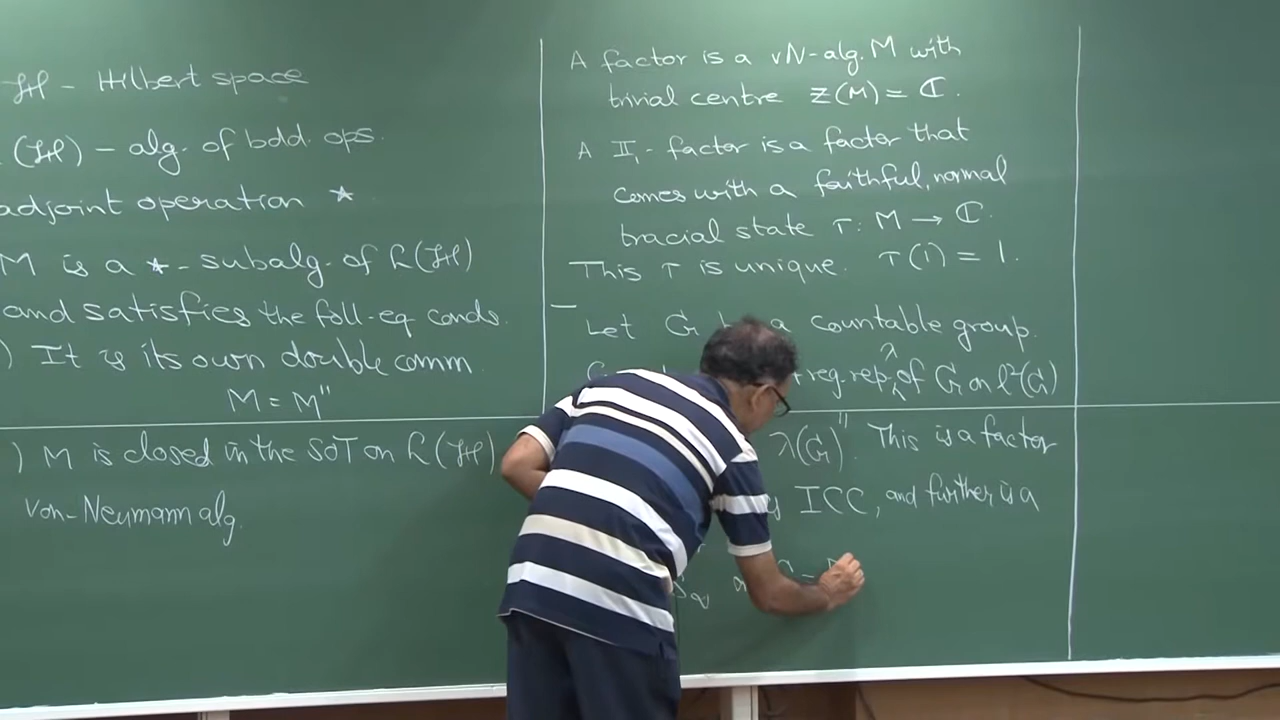 ℋ - Hilbert space
(ℋ) - alg. of bdd. ops.
adjoint operation *
M is a *-subalg. of ℒ(ℋ)
and satisfies the foll. eq conds.
) It is its own double comm
M = M"
) M is closed in the SOT on ℒ(ℋ)
von-Neumann alg.
A factor is a vN-alg. M with
trivial centre Z(M) = ℂ.
A II₁-factor is a factor that
comes with a faithful, normal
tracial state τ: M → ℂ.
This τ is unique. τ(1) = 1.
Let G a countable group.
reg. rep. λ of G on l²(G)
λ(G)". This is a factor
ICC, and further is a